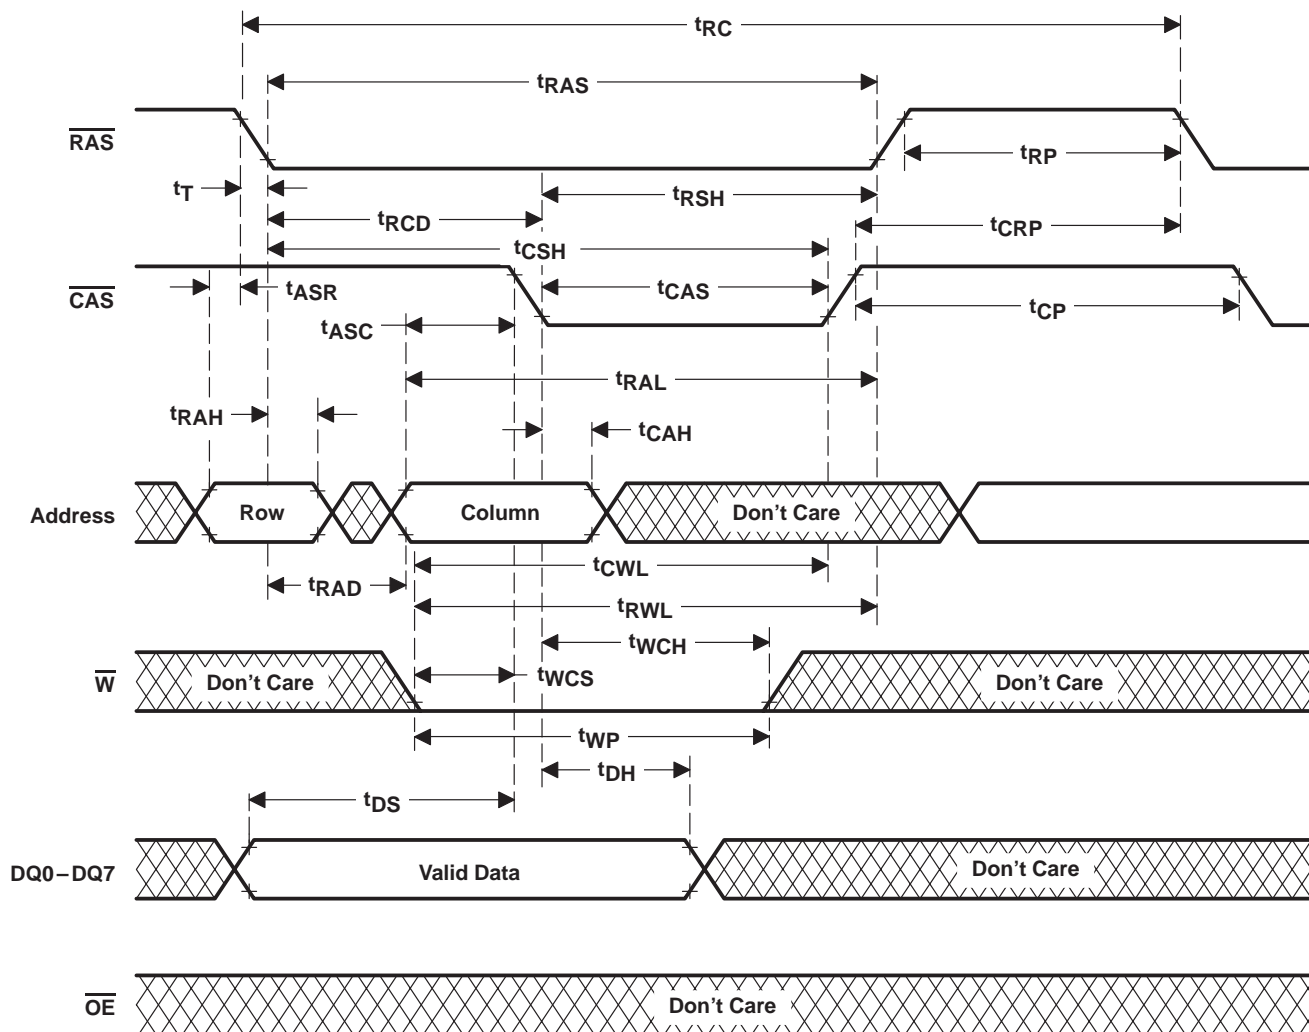 tRC
tRAS
RAS
tRP
tT
tRSH
tRCD
tCRP
tCSH
CAS
tASR
tCAS
tCP
tASC
tRAL
tRAH
tCAH
Address
Row
Column
Don't Care
tCWL
tRAD
tRWL
tWCH
W
Don't Care
tWCS
Don't Care
tWP
tDH
tDS
DQ0–DQ7
Valid Data
Don't Care
OE
Don't Care